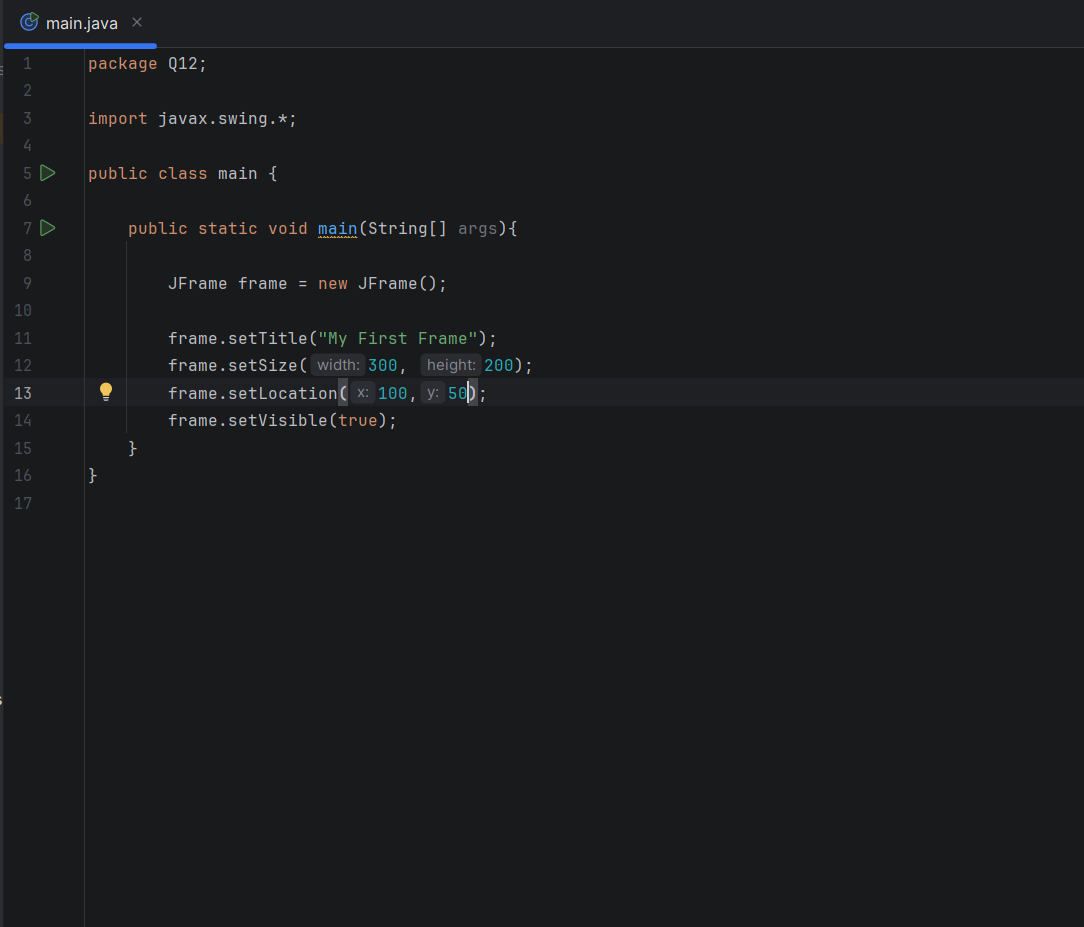 main.java
1 package Q12;
2
3 import javax.swing.*;
4
5 public class main {
6
7 public static void main(String[] args){
8
9 JFrame frame = new JFrame();
10
11 frame.setTitle("My First Frame");
12 frame.setSize( width: 300, height: 200);
13 frame.setLocation( x: 100, y: 50);
14 frame.setVisible(true);
15 }
16 }
17